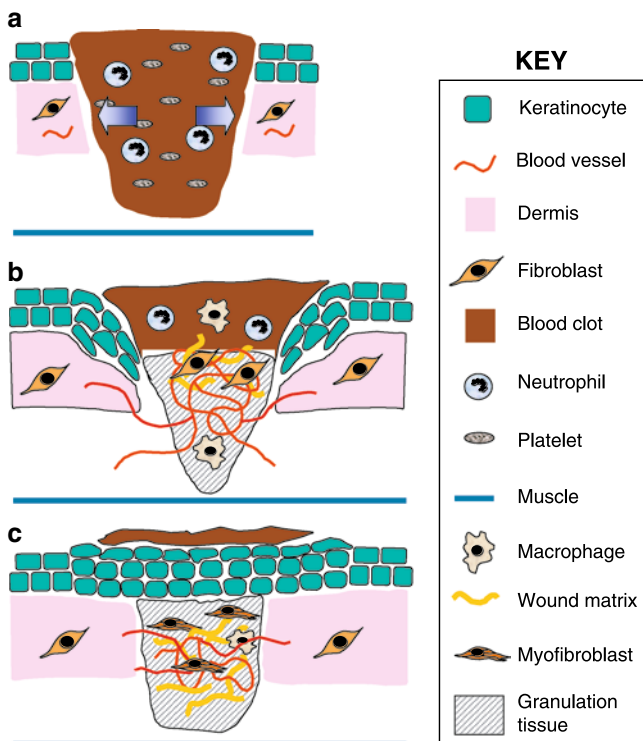 a
b
c
KEY
Keratinocyte
Blood vessel
Dermis
Fibroblast
Blood clot
Neutrophil
Platelet
Muscle
Macrophage
Wound matrix
Myofibroblast
Granulation
tissue